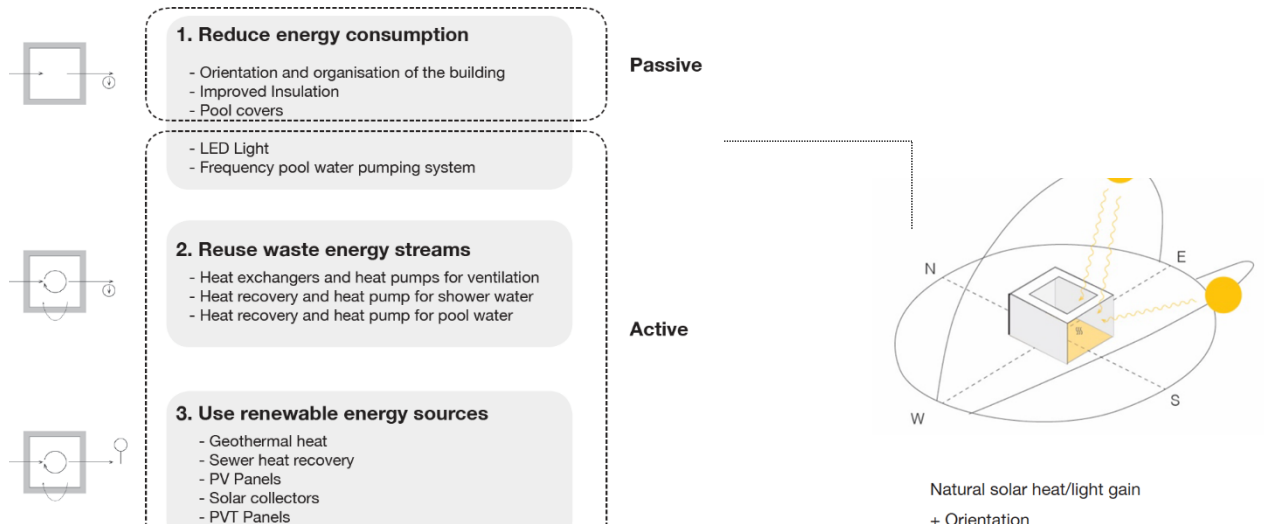 1. Reduce energy consumption
- Orientation and organisation of the building
- Improved Insulation
- Pool covers
- LED Light
- Frequency pool water pumping system
Passive
2. Reuse waste energy streams
- Heat exchangers and heat pumps for ventilation
- Heat recovery and heat pump for shower water
- Heat recovery and heat pump for pool water
Active
3. Use renewable energy sources
- Geothermal heat
- Sewer heat recovery
- PV Panels
- Solar collectors
- PVT Panels
N
E
W
S
Natural solar heat/light gain
+ Orientation